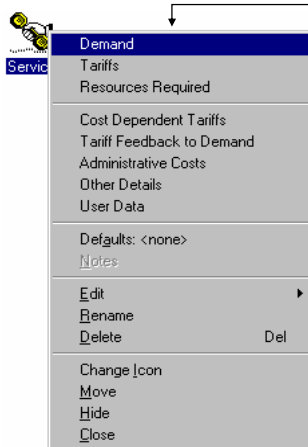 Servic
Demand
Tariffs
Resources Required
Cost Dependent Tariffs
Tariff Feedback to Demand
Administrative Costs
Other Details
User Data
Defaults: <none>
Notes
Edit
Rename
Delete Del
Change Icon
Move
Hide
Close